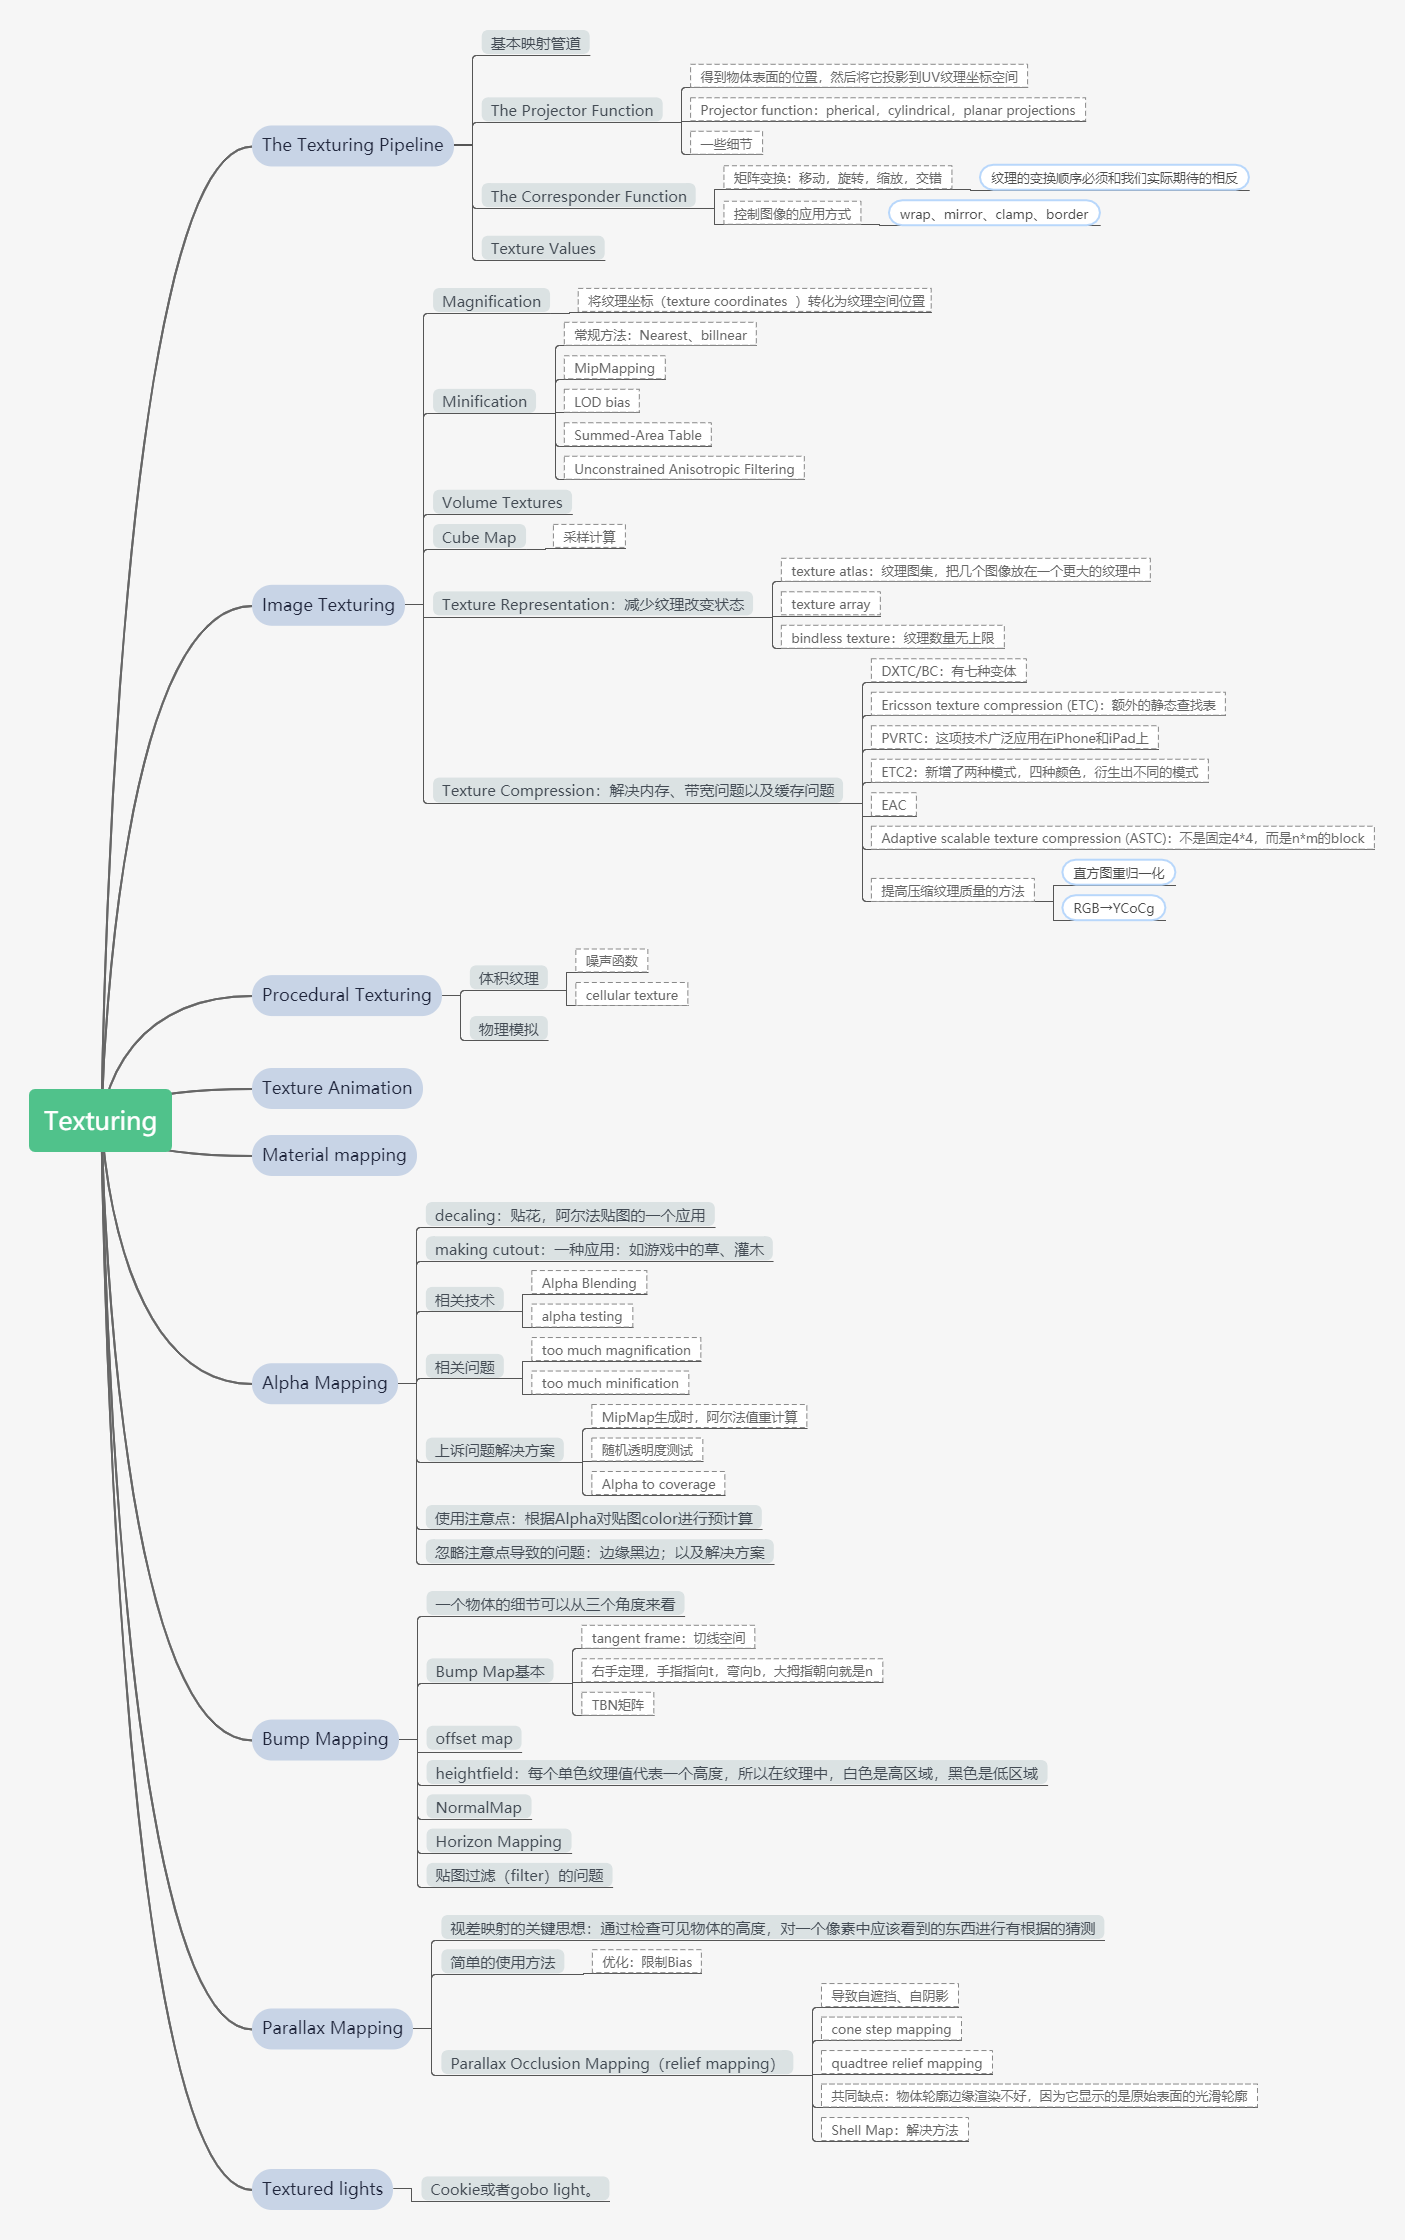 Texturing
The Texturing Pipeline
基本映射管道
The Projector Function
得到物体表面的位置，然后将它投影到UV纹理坐标空间
Projector function：pherical，cylindrical，planar projections
一些细节
The Corresponder Function
矩阵变换：移动，旋转，缩放，交错
纹理的变换顺序必须和我们实际期待的相反
控制图像的应用方式
wrap、mirror、clamp、border
Texture Values
Image Texturing
Magnification
将纹理坐标（texture coordinates ）转化为纹理空间位置
Minification
常规方法：Nearest、billnear
MipMapping
LOD bias
Summed-Area Table
Unconstrained Anisotropic Filtering
Volume Textures
Cube Map
采样计算
Texture Representation：减少纹理改变状态
texture atlas：纹理图集，把几个图像放在一个更大的纹理中
texture array
bindless texture：纹理数量无上限
Texture Compression：解决内存、带宽问题以及缓存问题
DXTC/BC：有七种变体
Ericsson texture compression (ETC)：额外的静态查找表
PVRTC：这项技术广泛应用在iPhone和iPad上
ETC2：新增了两种模式，四种颜色，衍生出不同的模式
EAC
Adaptive scalable texture compression (ASTC)：不是固定4*4，而是n*m的block
提高压缩纹理质量的方法
直方图重归一化
RGB→YCoCg
Procedural Texturing
体积纹理
噪声函数
cellular texture
物理模拟
Texture Animation
Material mapping
Alpha Mapping
decaling：贴花，阿尔法贴图的一个应用
making cutout：一种应用：如游戏中的草、灌木
相关技术
Alpha Blending
alpha testing
相关问题
too much magnification
too much minification
上诉问题解决方案
MipMap生成时，阿尔法值重计算
随机透明度测试
Alpha to coverage
使用注意点：根据Alpha对贴图color进行预计算
忽略注意点导致的问题：边缘黑边；以及解决方案
Bump Mapping
一个物体的细节可以从三个角度来看
Bump Map基本
tangent frame：切线空间
右手定理，手指指向t，弯向b，大拇指朝向就是n
TBN矩阵
offset map
heightfield：每个单色纹理值代表一个高度，所以在纹理中，白色是高区域，黑色是低区域
NormalMap
Horizon Mapping
贴图过滤（filter）的问题
Parallax Mapping
视差映射的关键思想：通过检查可见物体的高度，对一个像素中应该看到的东西进行有根据的猜测
简单的使用方法
优化：限制Bias
Parallax Occlusion Mapping（relief mapping）
导致自遮挡、自阴影
cone step mapping
quadtree relief mapping
共同缺点：物体轮廓边缘渲染不好，因为它显示的是原始表面的光滑轮廓
Shell Map：解决方法
Textured lights
Cookie或者gobo light。